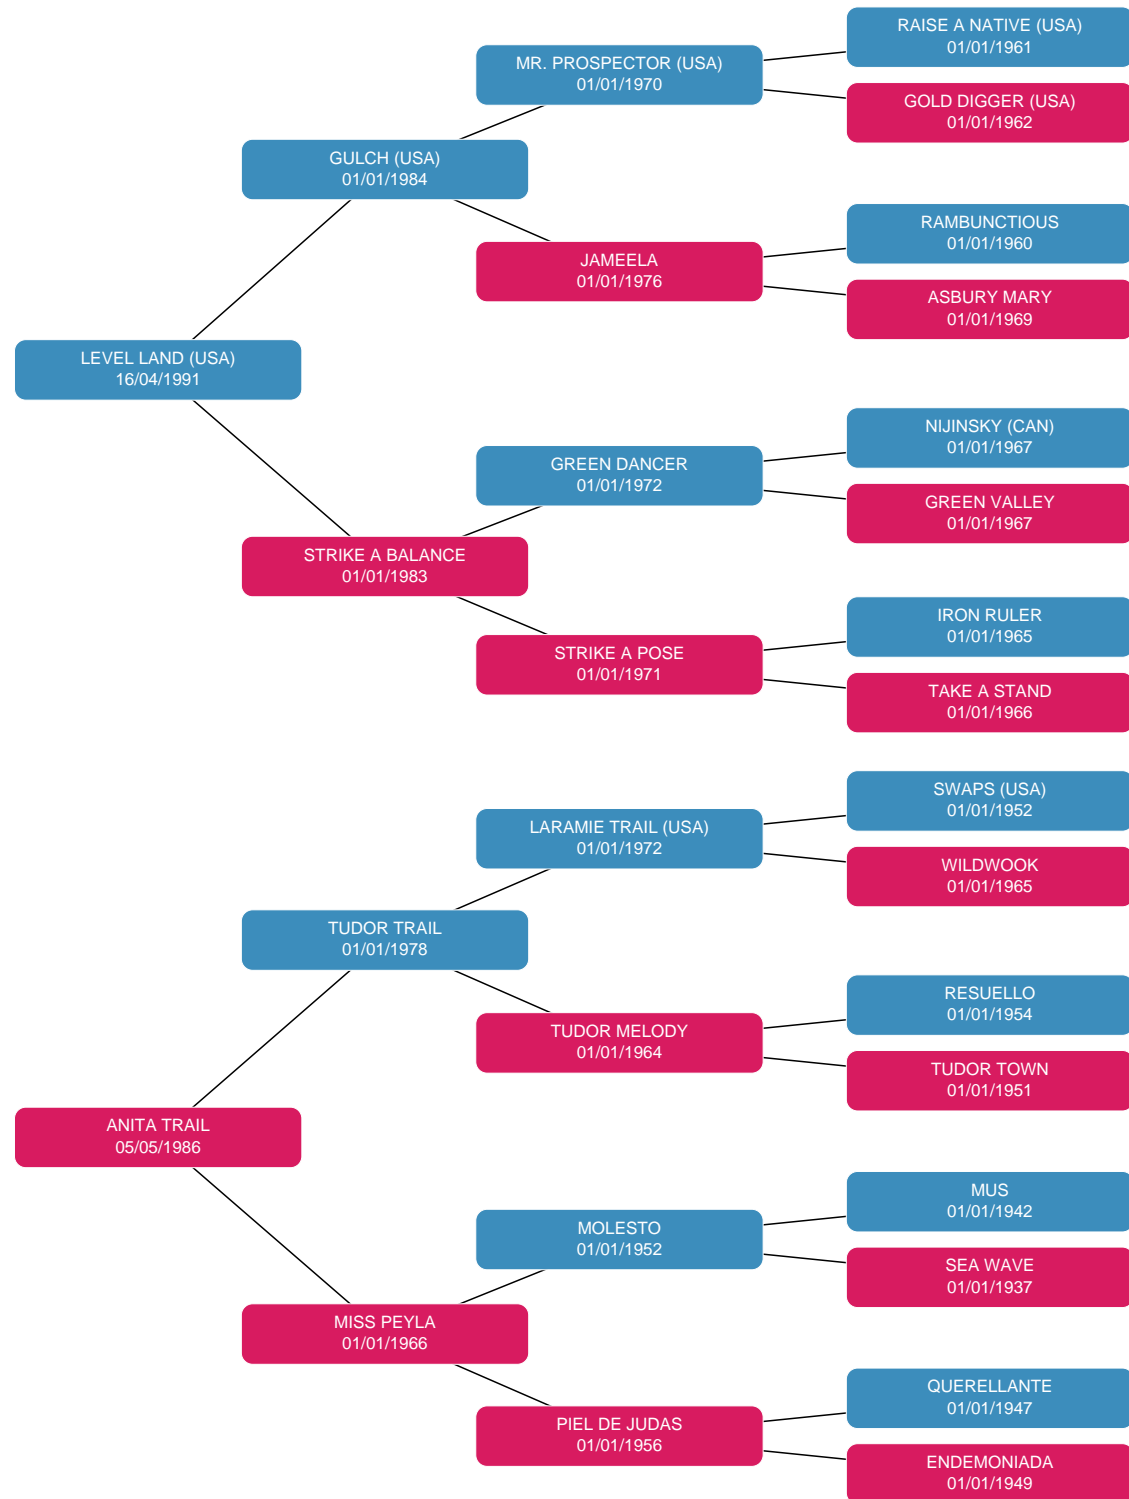 RAISE A NATIVE (USA)
01/01/1961
MR. PROSPECTOR (USA)
01/01/1970
GOLD DIGGER (USA)
01/01/1962
GULCH (USA)
01/01/1984
RAMBUNCTIOUS
01/01/1960
JAMEELA
01/01/1976
ASBURY MARY
01/01/1969
LEVEL LAND (USA)
16/04/1991
NIJINSKY (CAN)
01/01/1967
GREEN DANCER
01/01/1972
GREEN VALLEY
01/01/1967
STRIKE A BALANCE
01/01/1983
IRON RULER
01/01/1965
STRIKE A POSE
01/01/1971
TAKE A STAND
01/01/1966
SWAPS (USA)
01/01/1952
LARAMIE TRAIL (USA)
01/01/1972
WILDWOOK
01/01/1965
TUDOR TRAIL
01/01/1978
RESUELLO
01/01/1954
TUDOR MELODY
01/01/1964
TUDOR TOWN
01/01/1951
ANITA TRAIL
05/05/1986
MUS
01/01/1942
MOLESTO
01/01/1952
SEA WAVE
01/01/1937
MISS PEYLA
01/01/1966
QUERELLANTE
01/01/1947
PIEL DE JUDAS
01/01/1956
ENDEMONIADA
01/01/1949